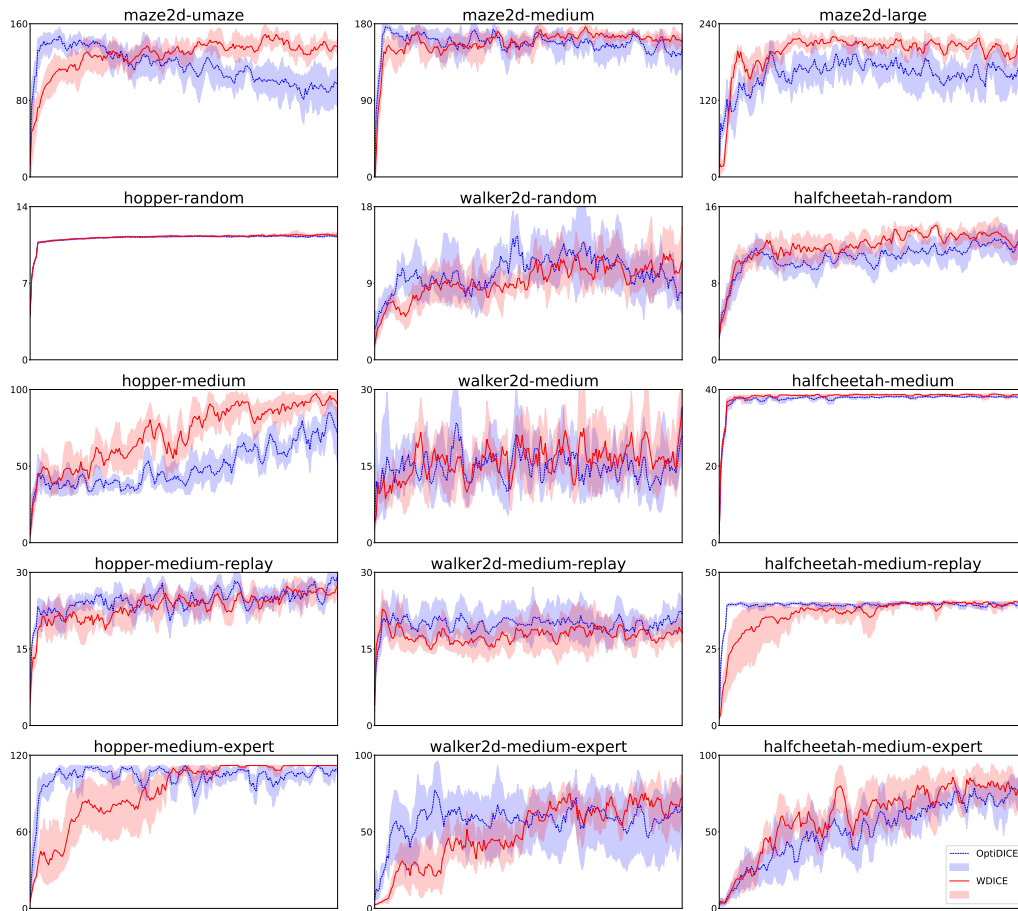 maze2d-umaze
160
80
0
maze2d-medium
180
90
0
maze2d-large
240
120
0
hopper-random
14
7
0
walker2d-random
18
9
0
halfcheetah-random
16
8
0
hopper-medium
100
50
0
walker2d-medium
30
15
0
halfcheetah-medium
40
20
0
hopper-medium-replay
30
15
0
walker2d-medium-replay
30
15
0
halfcheetah-medium-replay
50
25
0
hopper-medium-expert
120
60
0
walker2d-medium-expert
100
50
0
halfcheetah-medium-expert
100
50
0
OptiDICE
WDICE